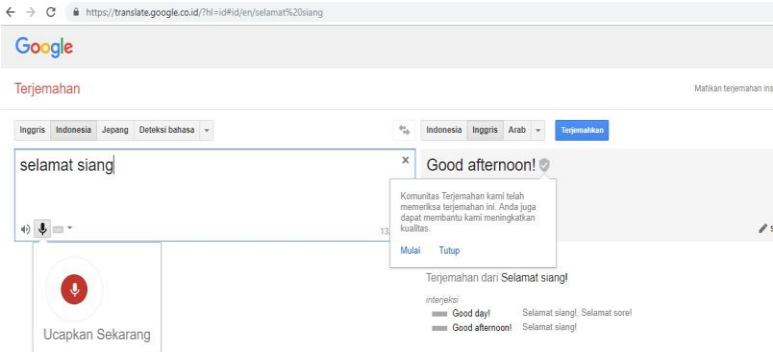 https://translate.google.co.id/?hl=id#id/en/selamat%20siang
Google
Terjemahan
Matikan terjemahan ins
Inggris Indonesia Jepang Deteksi bahasa
Indonesia Inggris Arab Terjemahkan
selamat siang
Good afternoon!
Komunitas Terjemahan kami telah
memeriksa terjemahan ini. Anda juga
dapat membantu kami meningkatkan
kualitas.
13
Mulai Tutup
S
Ucapkan Sekarang
Terjemahan dari Selamat siang!
interjeksi
Good day! Selamat siang!, Selamat sore!
Good afternoon! Selamat siang!